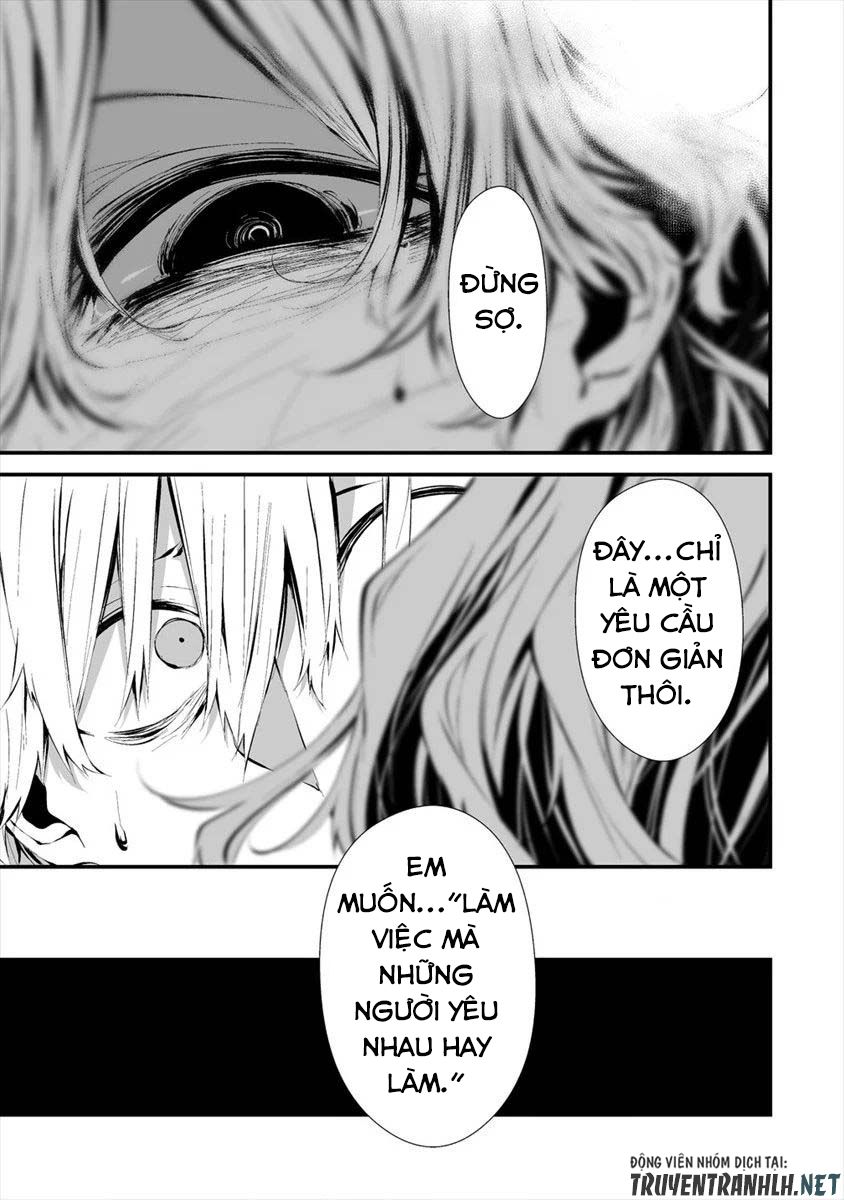 ĐỪNG
SỢ.
ĐÂY...CHỈ
LÀ MỘT
YÊU CẦU
ĐƠN GIẢN
THÔI.
EM
MUỐN..."LÀM
VIỆC MÀ
NHỮNG
NGƯỜI YÊU
NHAU HAY
LÀM."
ĐỘNG VIÊN NHÓM DỊCH TẠI:
TRUYENTRANHLH.NET